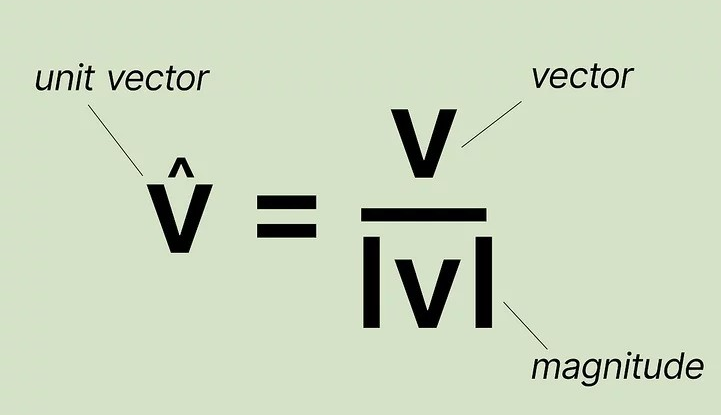 unit vector
vector
v̂ = v
|v|
magnitude